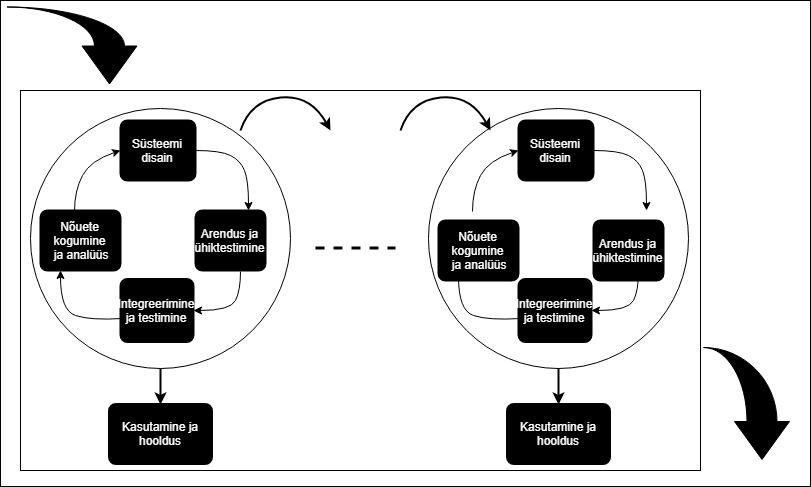 Süsteemi
disain
Nõuete
kogumine
ja analüüs
Arendus ja
ühiktestimine
Integreerimine
ja testimine
Kasutamine ja
hooldus
Süsteemi
disain
Nõuete
kogumine
ja analüüs
Arendus ja
ühiktestimine
Integreerimine
ja testimine
Kasutamine ja
hooldus